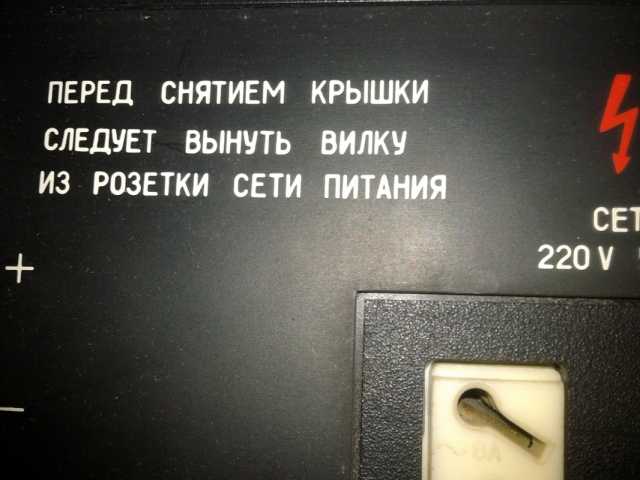 ПЕРЕД СНЯТИЕМ КРЫШКИ
СЛЕДУЕТ ВЫНУТЬ ВИЛКУ
ИЗ РОЗЕТКИ СЕТИ ПИТАНИЯ
СЕТ
220 V
+
−